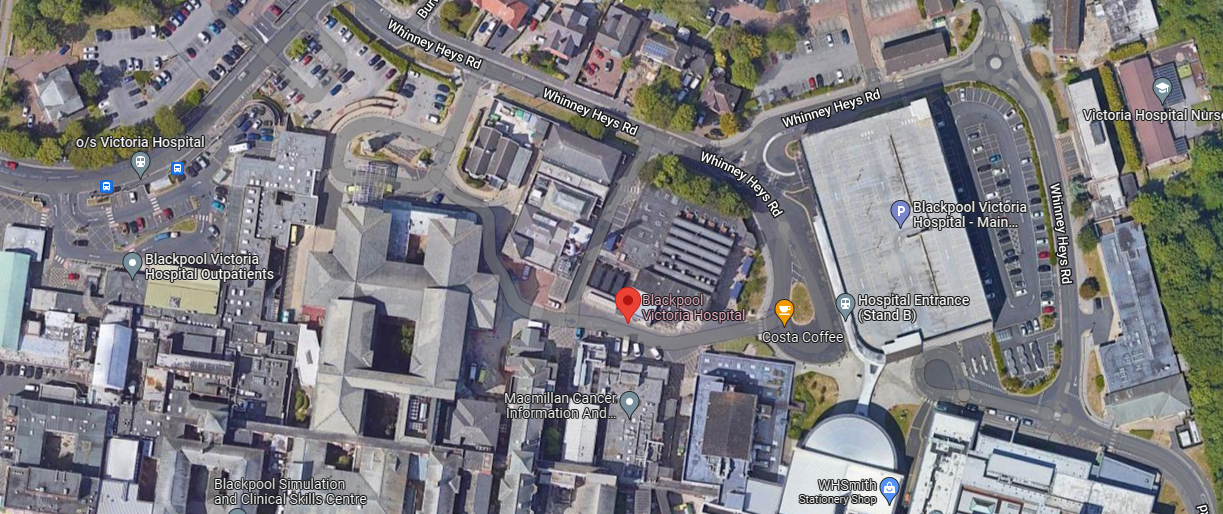 Whinney Heys Rd
Whinney Heys Rd
Whinney Heys Rd
Victoria Hospital Nurse
o/s Victoria Hospital
Whinney Heys Rd
Whinney Heys Rd
P
Blackpool Victoria
Hospital - Main...
Blackpool Victoria
Hospital Outpatients
Blackpool
Victoria Hospital
Hospital Entrance
(Stand B)
Costa Coffee
Macmillan Cancer
Information And...
Blackpool Simulation
and Clinical Skills Centre
WHSmith
Stationery Shop